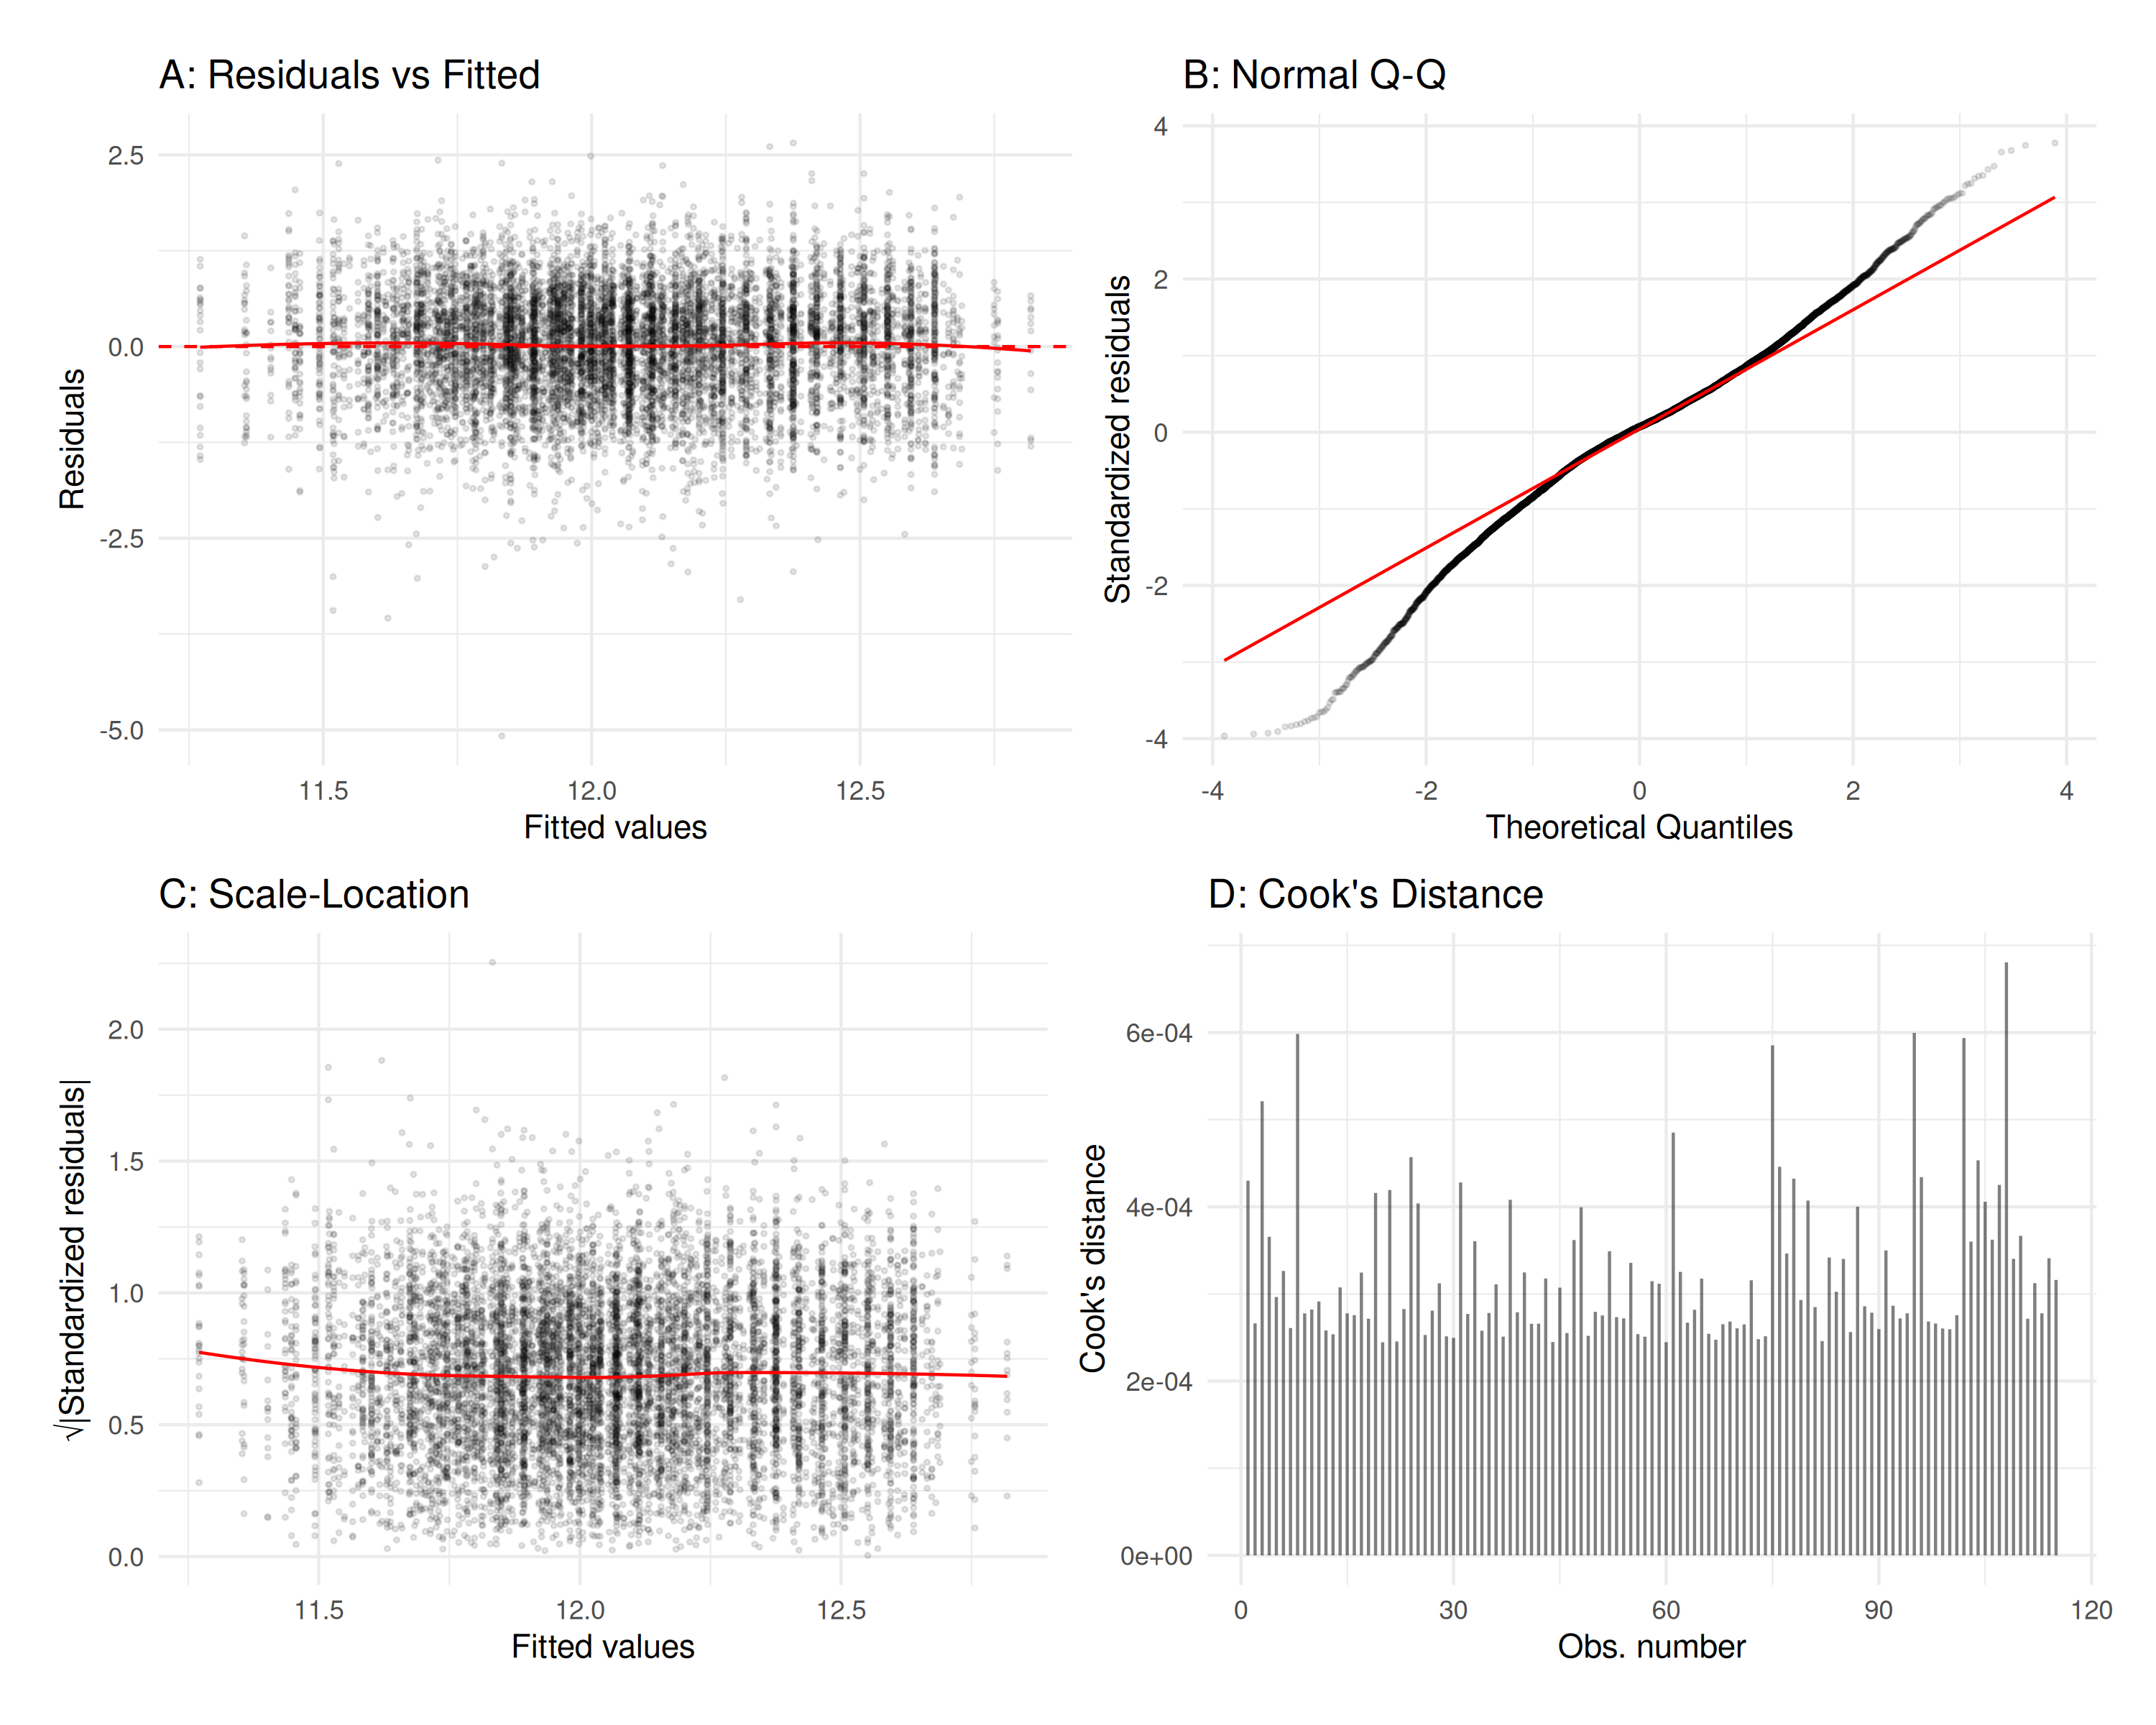 A: Residuals vs Fitted
2.5
0.0
-2.5
-5.0
Residuals
11.5 12.0 12.5
Fitted values
B: Normal Q-Q
4
2
0
-2
-4
Standardized residuals
-4 -2 0 2 4
Theoretical Quantiles
C: Scale-Location
2.0
1.5
1.0
0.5
0.0
√|Standardized residuals|
11.5 12.0 12.5
Fitted values
D: Cook's Distance
6e-04
4e-04
2e-04
0e+00
Cook's distance
0 30 60 90 120
Obs. number